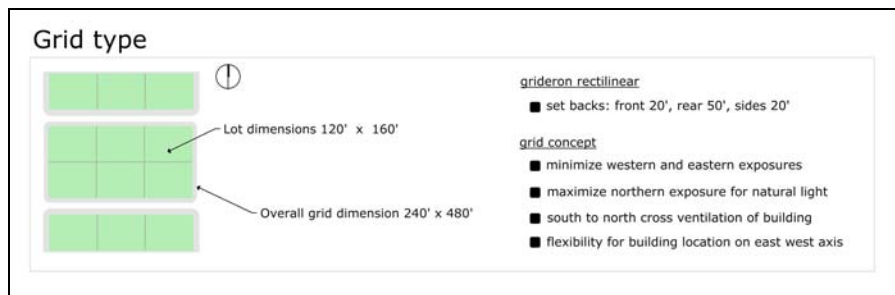 Grid type
Lot dimensions 120' x 160'
Overall grid dimension 240' x 480'
grideron rectilinear
set backs: front 20', rear 50', sides 20'
grid concept
minimize western and eastern exposures
maximize northern exposure for natural light
south to north cross ventilation of building
flexibility for building location on east west axis